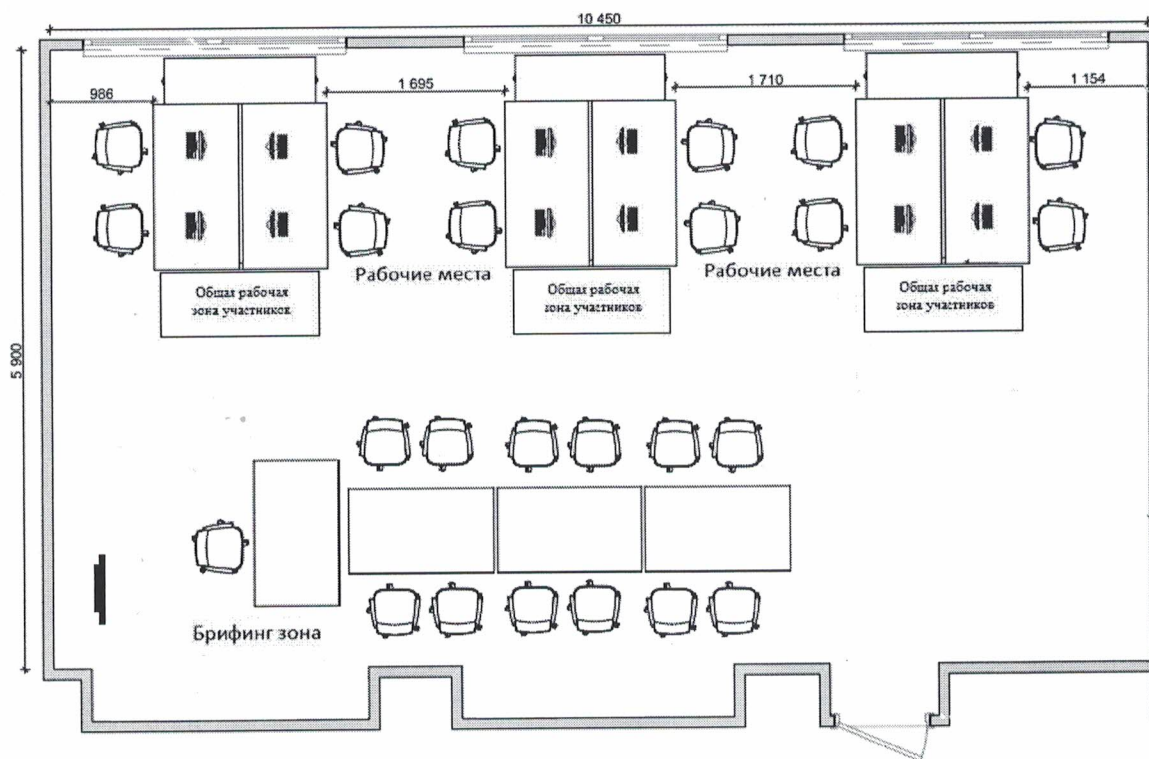 10 450
986
1 695
1 710
1 154
5 900
Рабочие места
Рабочие места
Общая рабочая
зона участников
Общая рабочая
зона участников
Общая рабочая
зона участников
Брифинг зона